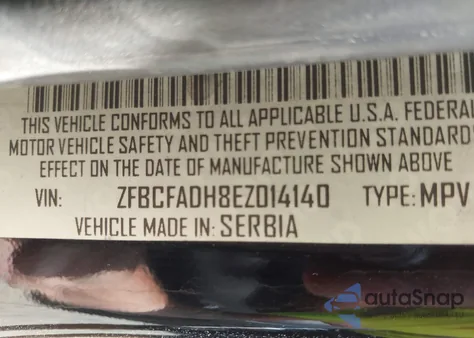 THIS VEHICLE CONFORMS TO ALL APPLICABLE U.S.A. FEDERAL
MOTOR VEHICLE SAFETY AND THEFT PREVENTION STANDARD
EFFECT ON THE DATE OF MANUFACTURE SHOWN ABOVE
VIN: ZFBCFADH8EZ014140 TYPE: MPV
VEHICLE MADE IN: SERBIA
autoSnap